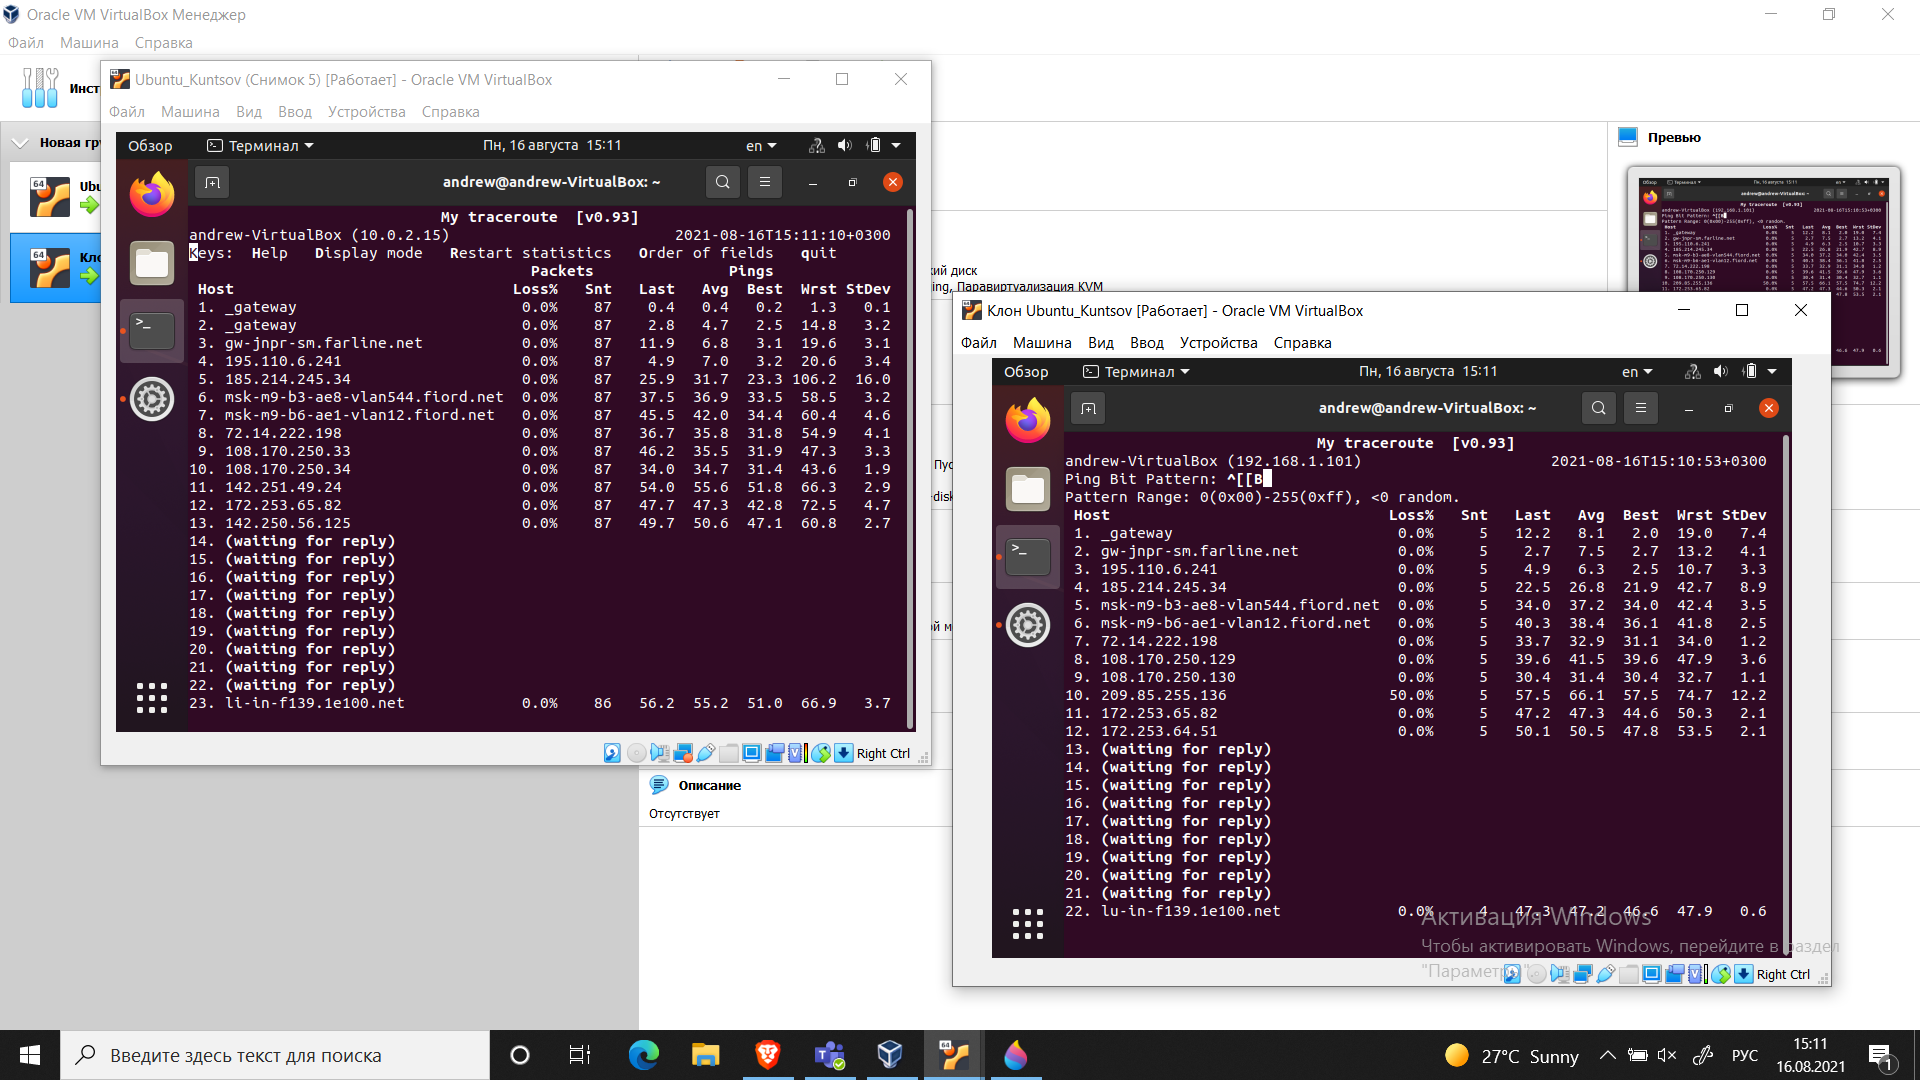 Oracle VM VirtualBox Менеджер
Файл Машина Справка
Инст
Новая гру
64 Ubu
64 Кло
Ubuntu_Kuntsov (Снимок 5) [Работает] - Oracle VM VirtualBox
Файл Машина Вид Ввод Устройства Справка
Обзор Терминал Пн, 16 августа 15:11 en
andrew@andrew-VirtualBox: ~
My traceroute [v0.93]
andrew-VirtualBox (10.0.2.15) 2021-08-16T15:11:10+0300
Keys: Help Display mode Restart statistics Order of fields quit
Packets Pings
Host Loss% Snt Last Avg Best Wrst StDev
1. _gateway 0.0% 87 0.4 0.4 0.2 1.3 0.1
2. _gateway 0.0% 87 2.8 4.7 2.5 14.8 3.2
3. gw-jnpr-sm.farline.net 0.0% 87 11.9 6.8 3.1 19.6 3.1
4. 195.110.6.241 0.0% 87 4.9 7.0 3.2 20.6 3.4
5. 185.214.245.34 0.0% 87 25.9 31.7 23.3 106.2 16.0
6. msk-m9-b3-ae8-vlan544.fiord.net 0.0% 87 37.5 36.9 33.5 58.5 3.2
7. msk-m9-b6-ae1-vlan12.fiord.net 0.0% 87 45.5 42.0 34.4 60.4 4.6
8. 72.14.222.198 0.0% 87 36.7 35.8 31.8 54.9 4.1
9. 108.170.250.33 0.0% 87 46.2 35.5 31.9 47.3 3.3
10. 108.170.250.34 0.0% 87 34.0 34.7 31.4 43.6 1.9
11. 142.251.49.24 0.0% 87 54.0 55.6 51.8 66.3 2.9
12. 172.253.65.82 0.0% 87 47.7 47.3 42.8 72.5 4.7
13. 142.250.56.125 0.0% 87 49.7 50.6 47.1 60.8 2.7
14. (waiting for reply)
15. (waiting for reply)
16. (waiting for reply)
17. (waiting for reply)
18. (waiting for reply)
19. (waiting for reply)
20. (waiting for reply)
21. (waiting for reply)
22. (waiting for reply)
23. li-in-f139.1e100.net 0.0% 86 56.2 55.2 51.0 66.9 3.7
Right Ctrl
Превью
кий диск
ing, Паравиртуализация KVM
Пус
-disk
ой м
Описание
Отсутствует
Клон Ubuntu_Kuntsov [Работает] - Oracle VM VirtualBox
Файл Машина Вид Ввод Устройства Справка
Обзор Терминал Пн, 16 августа 15:11 en
andrew@andrew-VirtualBox: ~
My traceroute [v0.93]
andrew-VirtualBox (192.168.1.101) 2021-08-16T15:10:53+0300
Ping Bit Pattern: ^[[B
Pattern Range: 0(0x00)-255(0xff), <0 random.
Host Loss% Snt Last Avg Best Wrst StDev
1. _gateway 0.0% 5 12.2 8.1 2.0 19.0 7.4
2. gw-jnpr-sm.farline.net 0.0% 5 2.7 7.5 2.7 13.2 4.1
3. 195.110.6.241 0.0% 5 4.9 6.3 2.5 10.7 3.3
4. 185.214.245.34 0.0% 5 22.5 26.8 21.9 42.7 8.9
5. msk-m9-b3-ae8-vlan544.fiord.net 0.0% 5 34.0 37.2 34.0 42.4 3.5
6. msk-m9-b6-ae1-vlan12.fiord.net 0.0% 5 40.3 38.4 36.1 41.8 2.5
7. 72.14.222.198 0.0% 5 33.7 32.9 31.1 34.0 1.2
8. 108.170.250.129 0.0% 5 39.6 41.5 39.6 47.9 3.6
9. 108.170.250.130 0.0% 5 30.4 31.4 30.4 32.7 1.1
10. 209.85.255.136 50.0% 5 57.5 66.1 57.5 74.7 12.2
11. 172.253.65.82 0.0% 5 47.2 47.3 44.6 50.3 2.1
12. 172.253.64.51 0.0% 5 50.1 50.5 47.8 53.5 2.1
13. (waiting for reply)
14. (waiting for reply)
15. (waiting for reply)
16. (waiting for reply)
17. (waiting for reply)
18. (waiting for reply)
19. (waiting for reply)
20. (waiting for reply)
21. (waiting for reply)
22. lu-in-f139.1e100.net 0.0% 4 47.3 47.2 46.6 47.9 0.6
Активация Windows
Чтобы активировать Windows, перейдите в раздел
"Параметры"
Right Ctrl
Введите здесь текст для поиска
27°C Sunny
РУС
15:11
16.08.2021
1